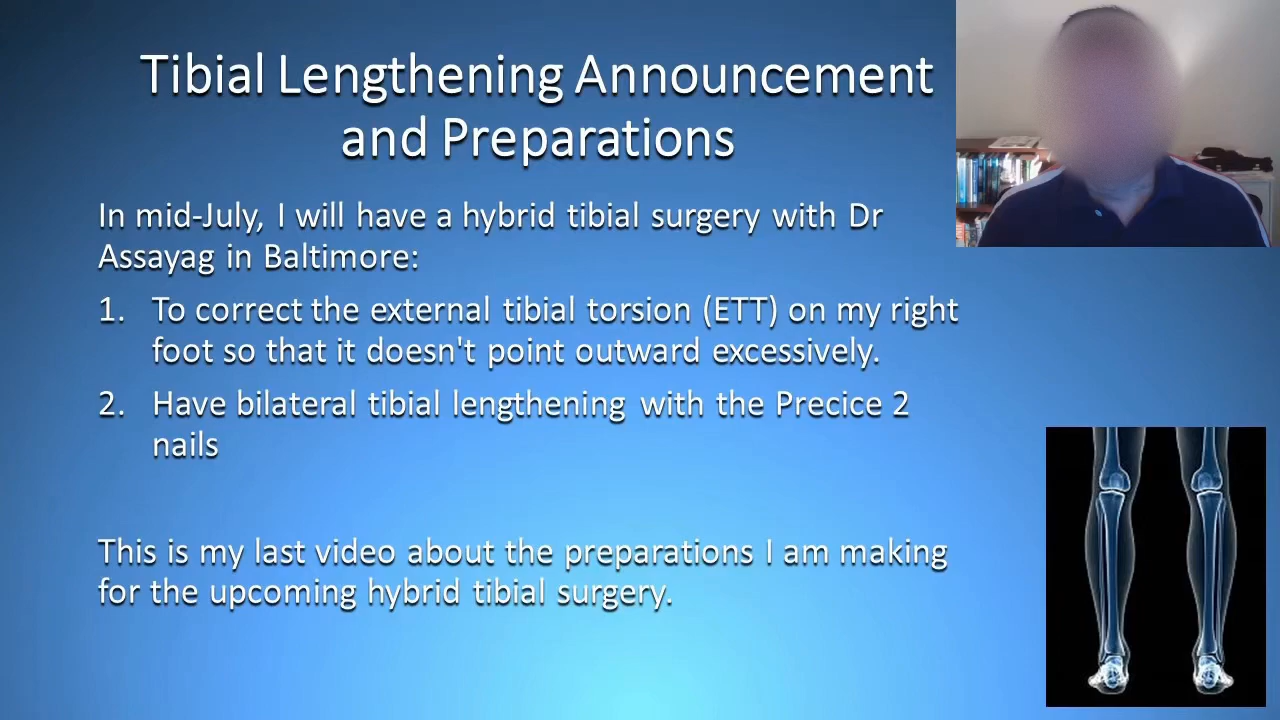 Tibial Lengthening Announcement
and Preparations
In mid-July, I will have a hybrid tibial surgery with Dr
Assayag in Baltimore:
1. To correct the external tibial torsion (ETT) on my right
foot so that it doesn't point outward excessively.
2. Have bilateral tibial lengthening with the Precice 2
nails
This is my last video about the preparations I am making
for the upcoming hybrid tibial surgery.